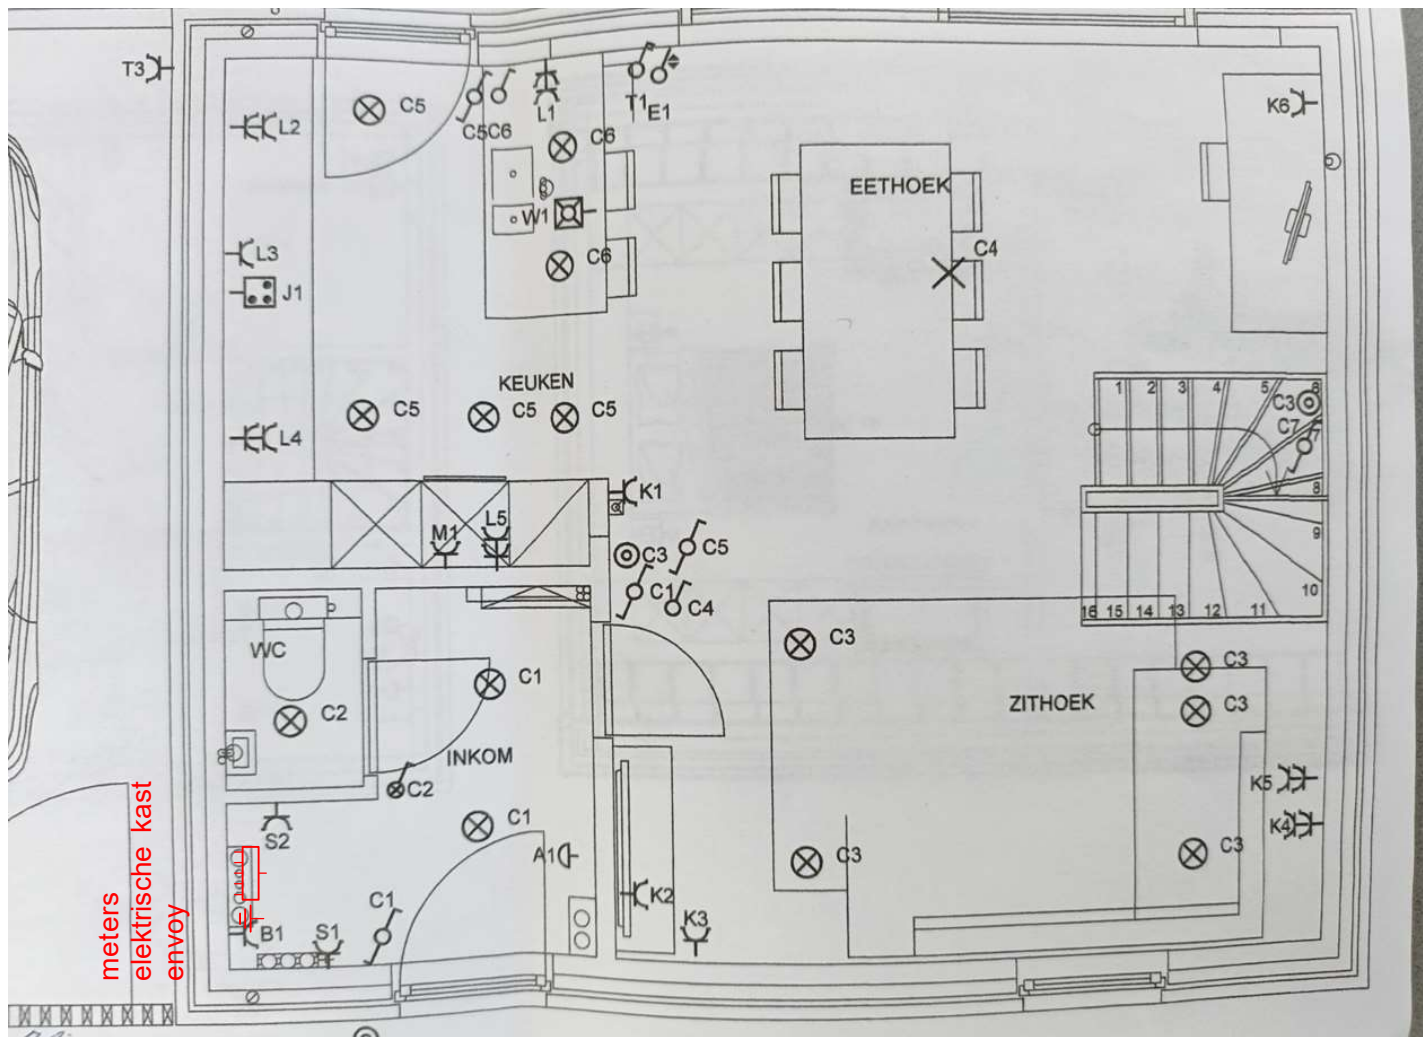 T3
C5
C5C6
L1
T1
E1
K6
L2
C6
EETHOEK
W1
L3
C6
C4
J1
KEUKEN
1 2 3 4 5 6
C3
C5
C5
C5
C7
7
L4
8
K1
M1
L5
9
C3
C5
C1
C4
10
16 15 14 13 12 11
WC
C3
C3
C1
C2
ZITHOEK
C3
INKOM
C2
K5
C1
S2
A1
C3
K4
C3
K2
C1
K3
B1
S1
meters
elektrische kast
envoy